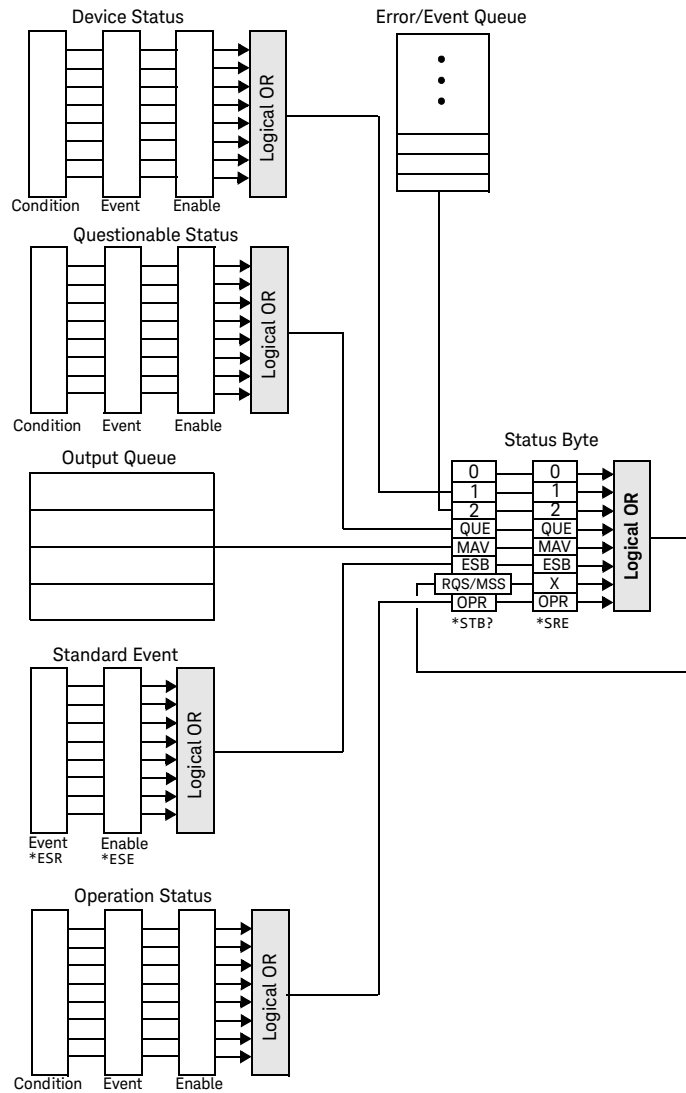 Device Status
Logical OR
Condition Event Enable
Error/Event Queue
Questionable Status
Logical OR
Condition Event Enable
Output Queue
Status Byte
0 0
1 1
2 2
QUE QUE
MAV MAV
ESB ESB
RQS/MSS X
OPR OPR
*STB? *SRE
Logical OR
Standard Event
Logical OR
Event Enable
*ESR *ESE
Operation Status
Logical OR
Condition Event Enable